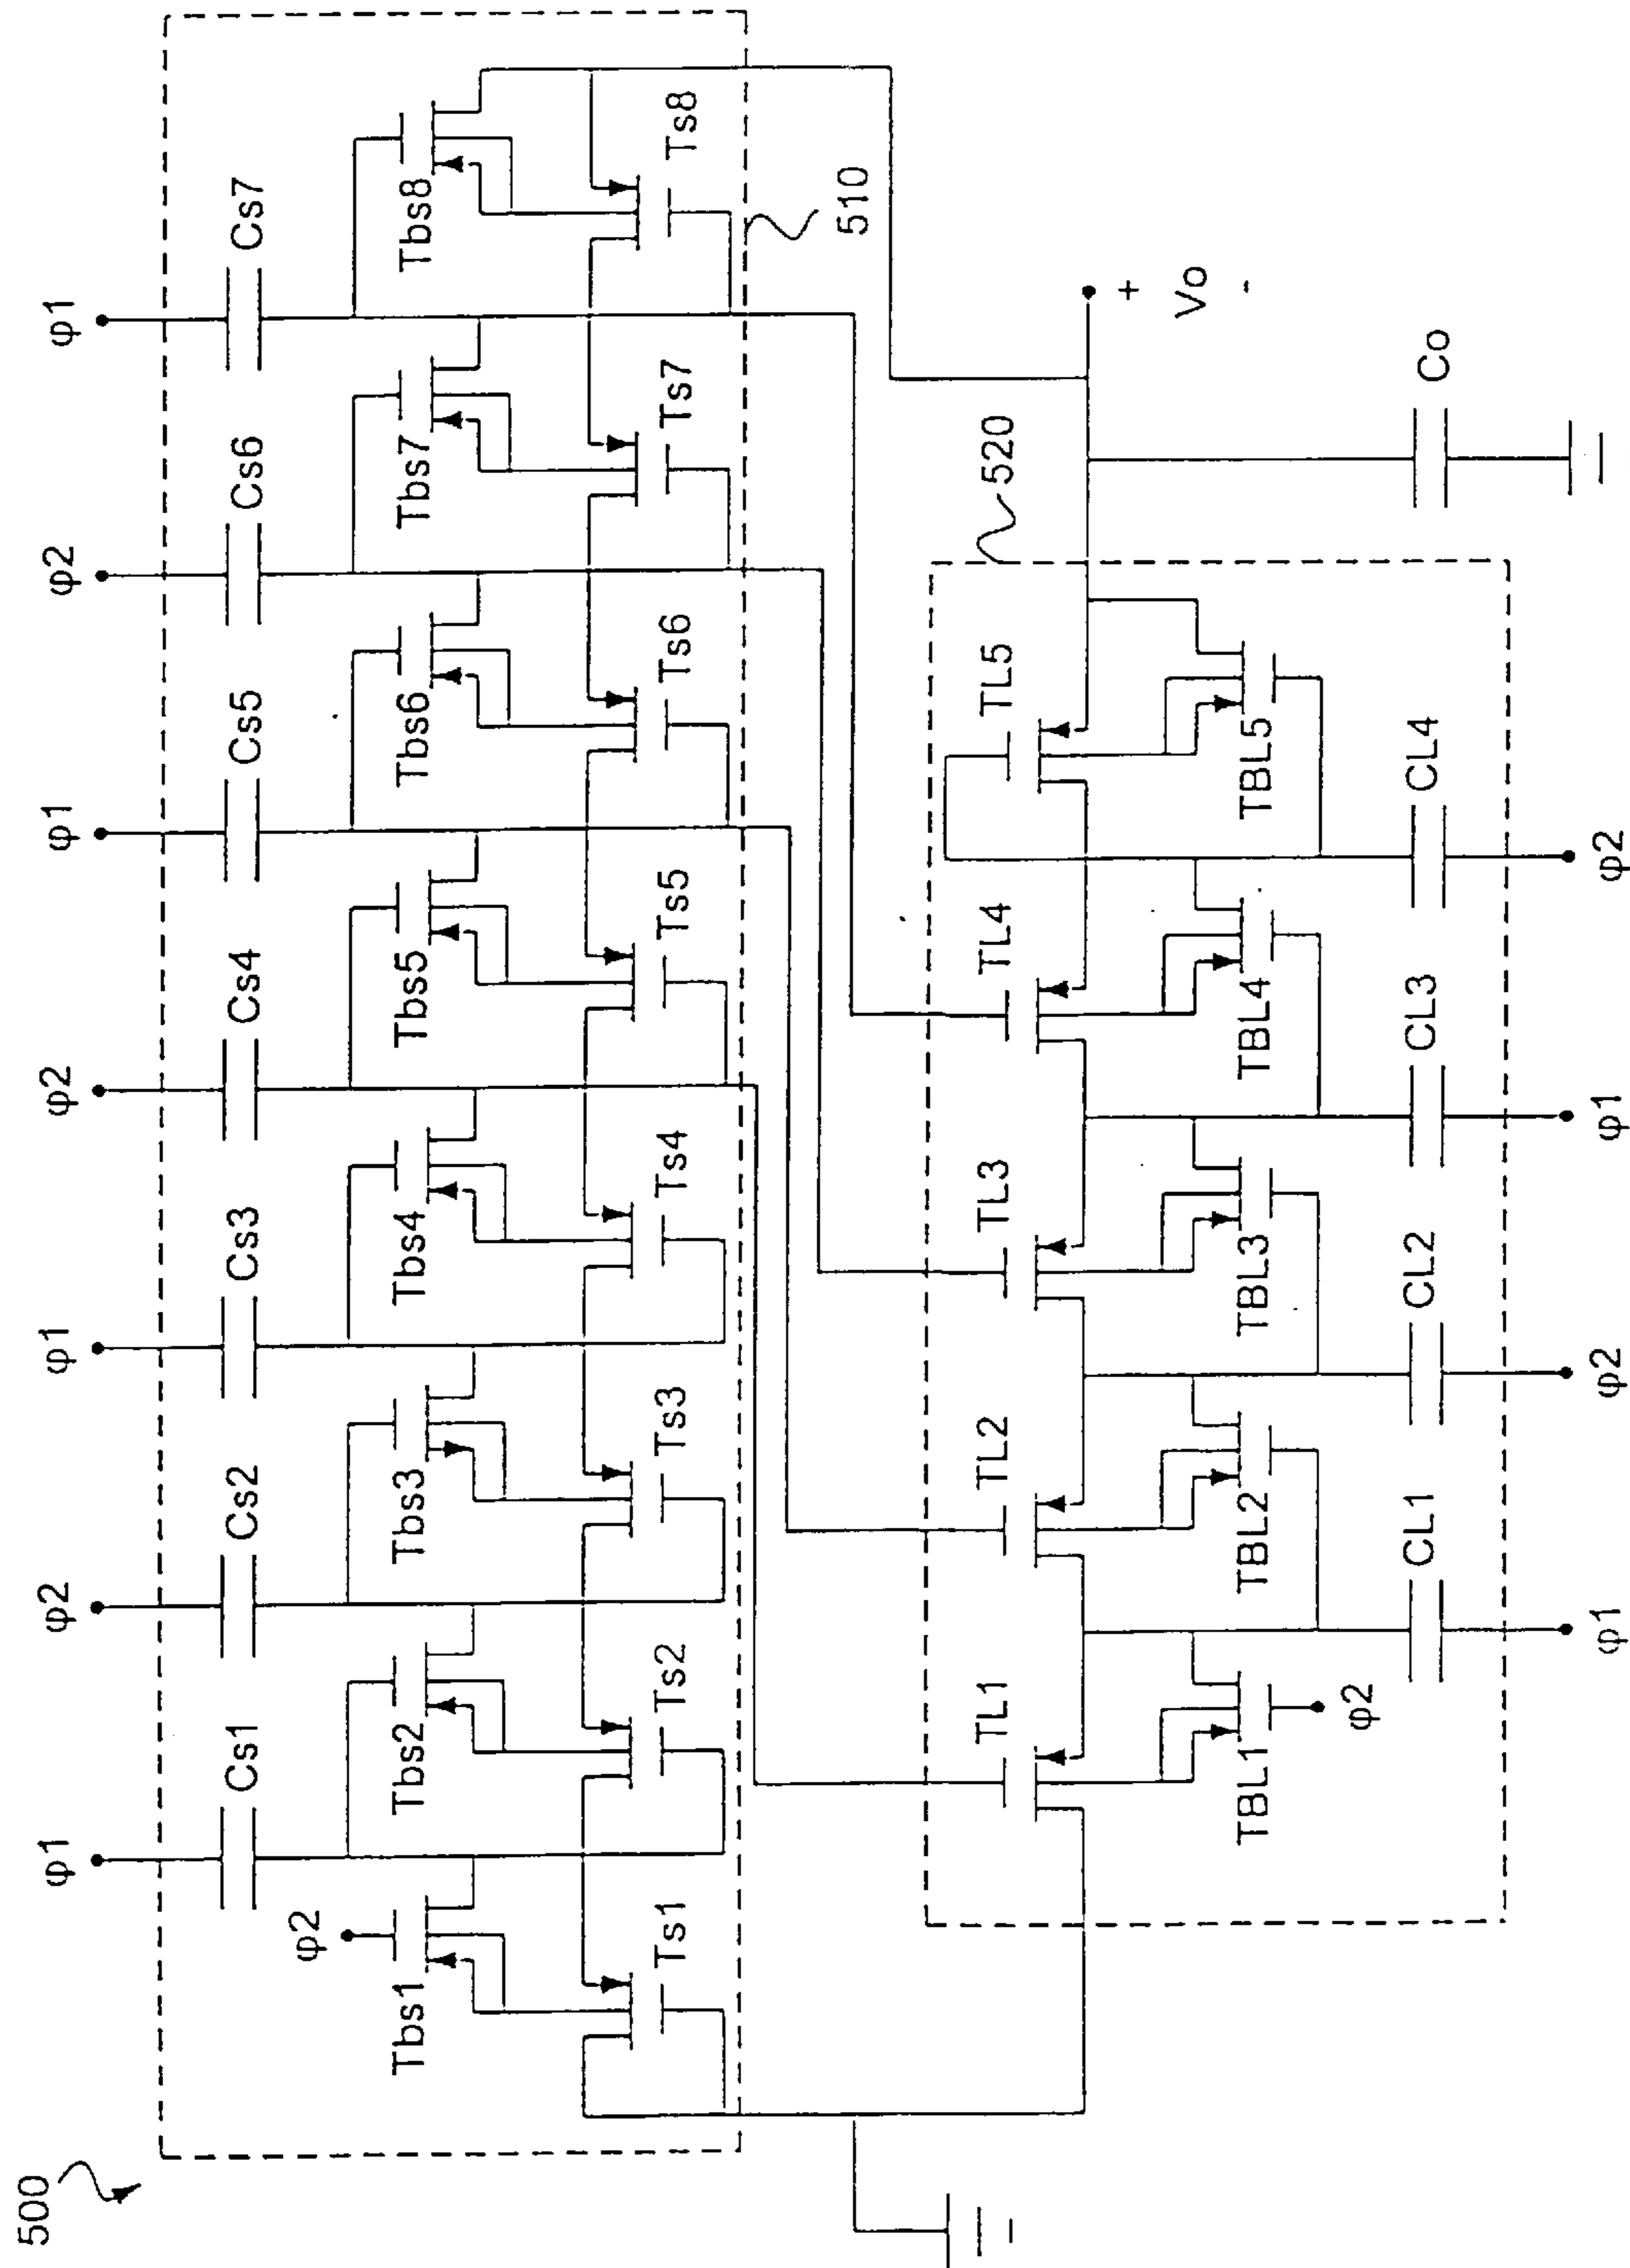 500
φ1 φ2 φ1 φ2 φ1 φ2 φ1
Cs1 Cs2 Cs3 Cs4 Cs5 Cs6 Cs7
φ2
Tbs1 Tbs2 Tbs3 Tbs4 Tbs5 Tbs6 Tbs7 Tbs8
Ts1 Ts2 Ts3 Ts4 Ts5 Ts6 Ts7 Ts8
510
520
TL1 TL2 TL3 TL4 TL5
+
Vo
-
TBL1 TBL2 TBL3 TBL4 TBL5
φ2
Co
CL1 CL2 CL3 CL4
φ1 φ2 φ1 φ2